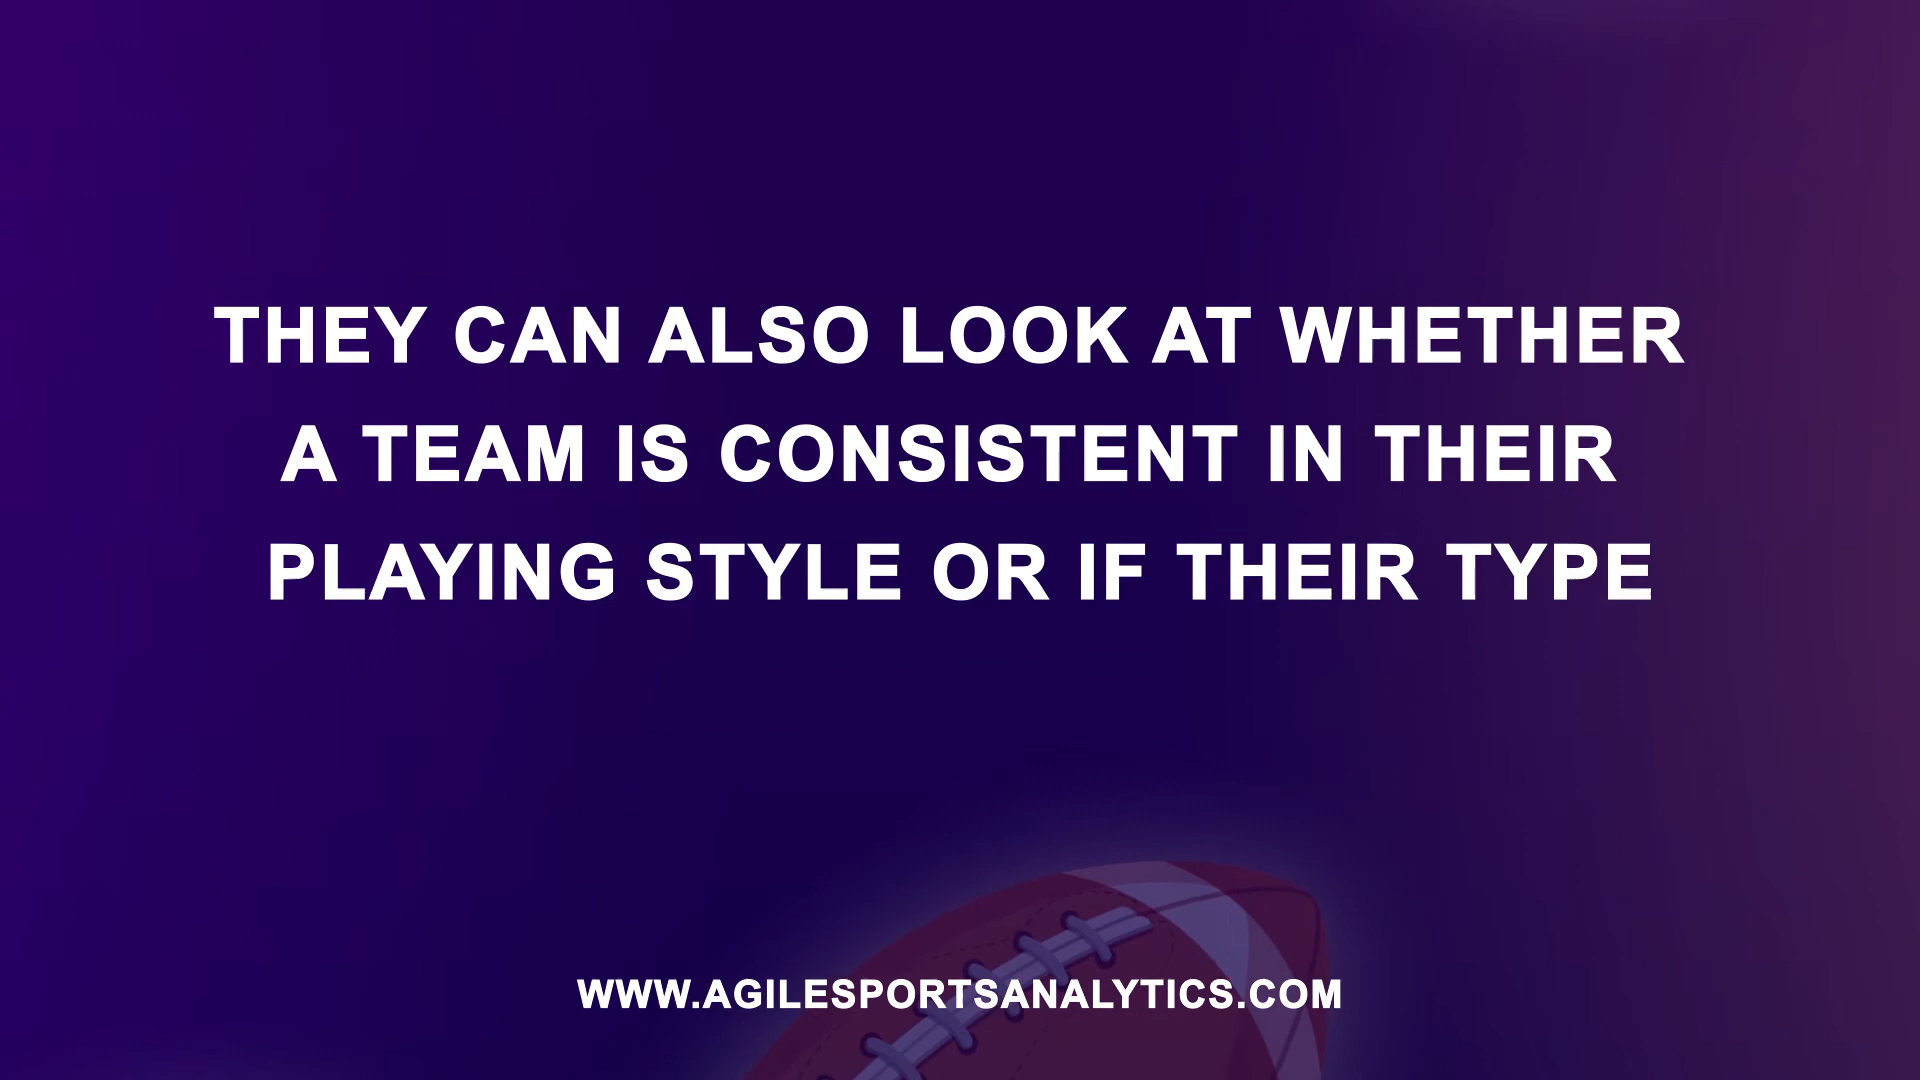 THEY CAN ALSO LOOK AT WHETHER
A TEAM IS CONSISTENT IN THEIR
PLAYING STYLE OR IF THEIR TYPE
WWW.AGILESPORTSANALYTICS.COM